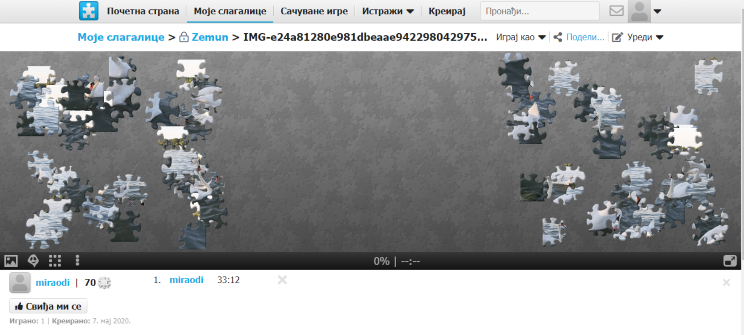 Почетна страна Моје слагалице Сачуване игре Истражи Креирај Пронађи...
Моје слагалице > Zemun > IMG-e24a81280e981dbeaae942298042975... Играј као Подели... Уреди
0% | --:--
miraodi | 70 1. miraodi 33:12
Свиђа ми се
Играно: 1 | Креирано: 7. мај 2020.